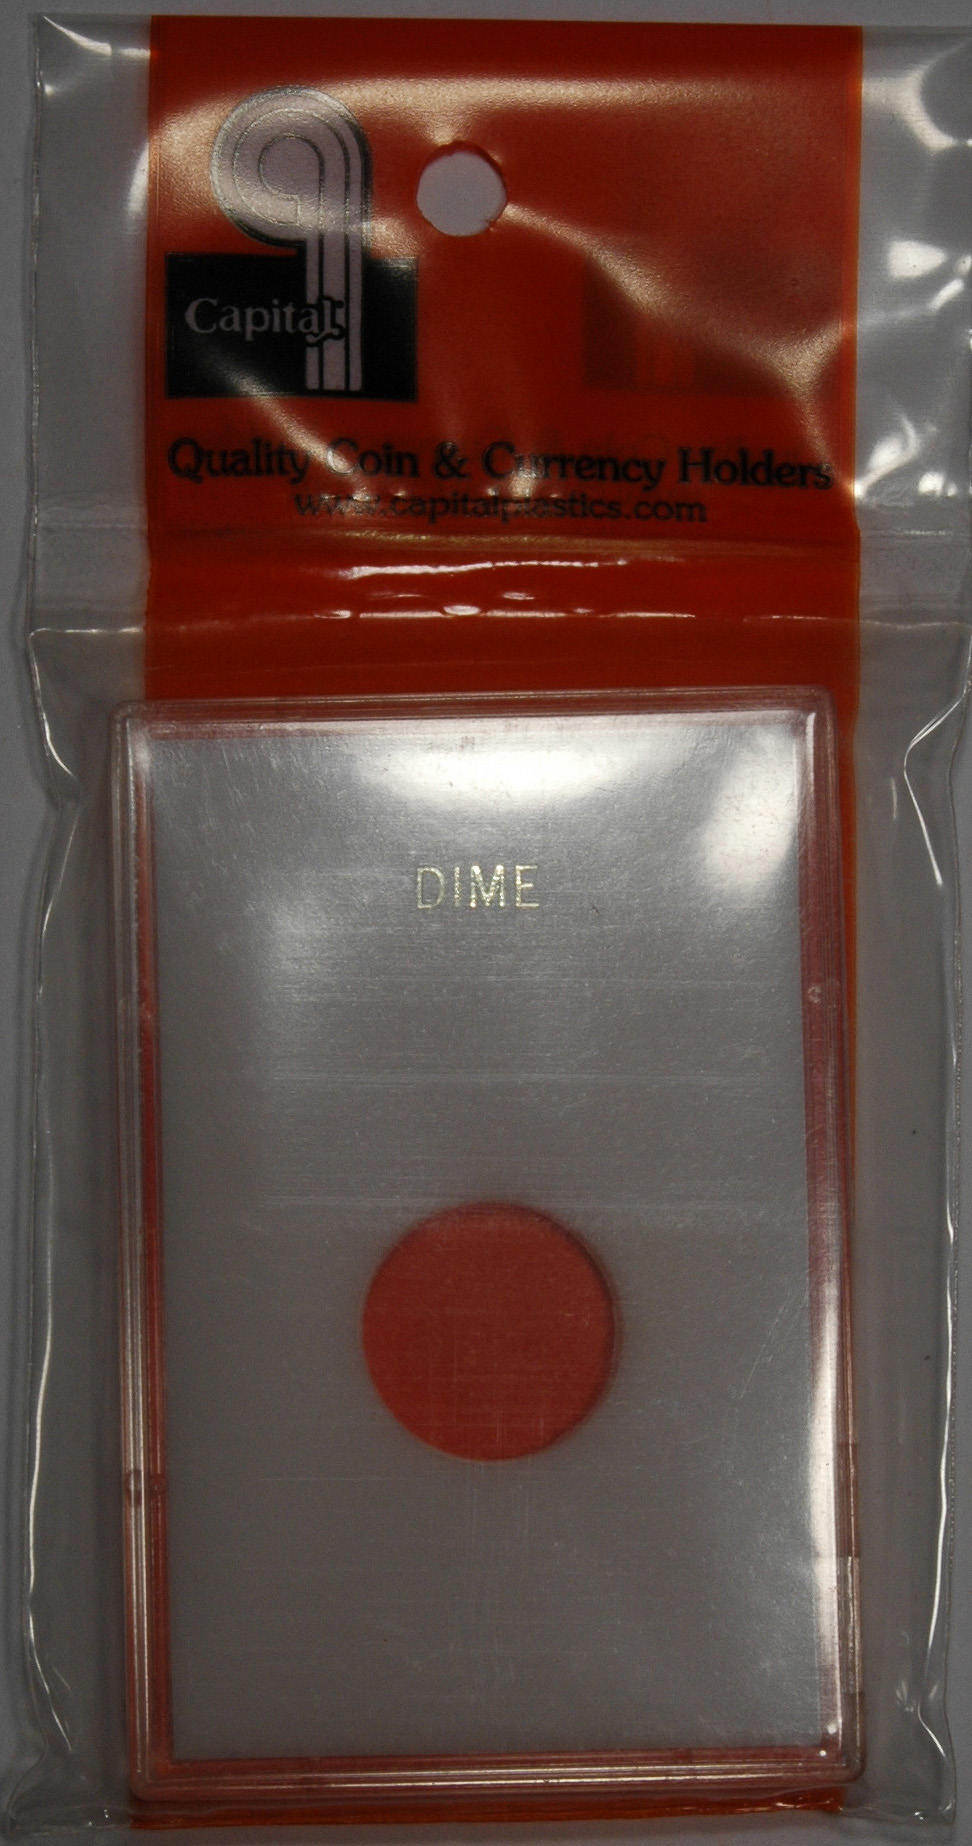 Capital
Quality Coin & Currency Holders
www.capitalplastics.com
DIME